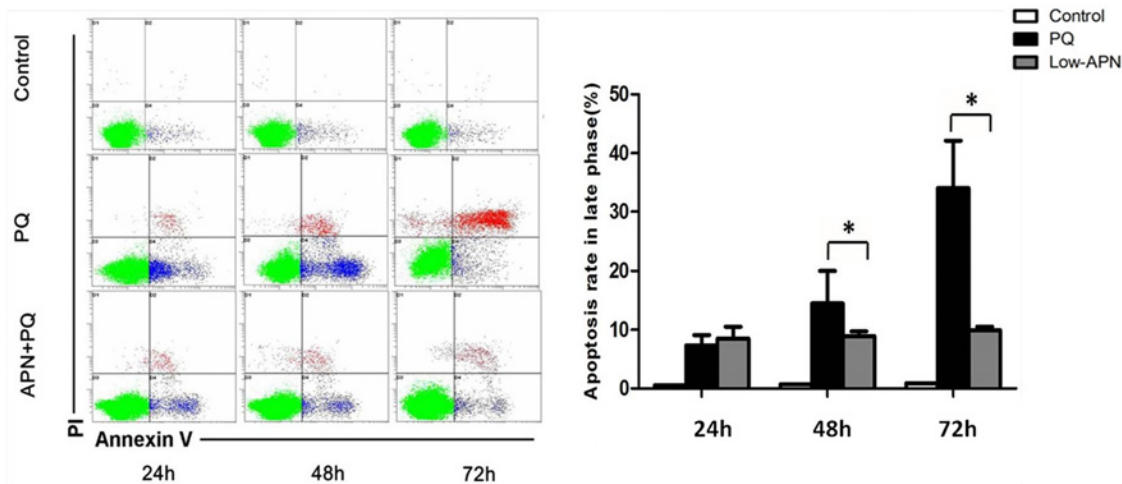 Control
PQ
APN+PQ
PI
Annexin V
24h 48h 72h
Control
PQ
Low-APN
Apoptosis rate in late phase(%)
50
40
30
20
10
0
*
*
24h 48h 72h